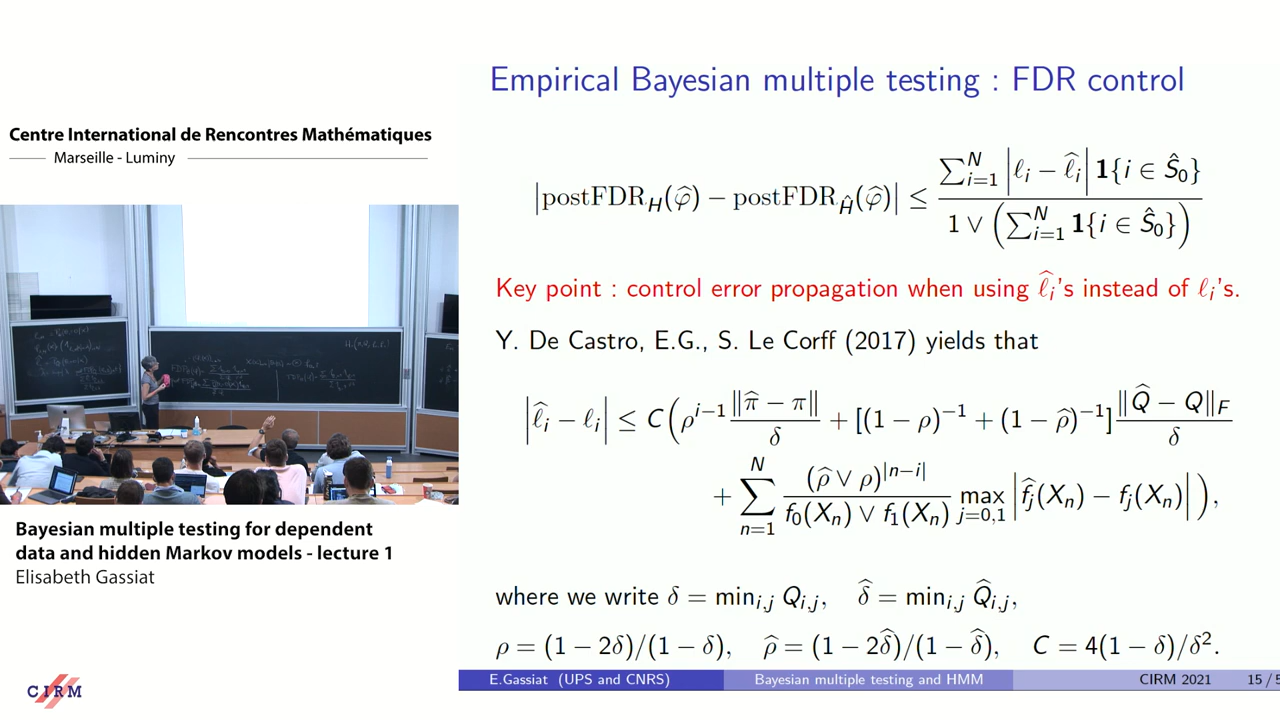 Centre International de Rencontres Mathématiques
Marseille - Luminy
Bayesian multiple testing for dependent
data and hidden Markov models - lecture 1
Elisabeth Gassiat
CIRM
Empirical Bayesian multiple testing : FDR control
|postFDR_H(φ̂) − postFDR_Ĥ(φ̂)| ≤ ∑_{i=1}^N |ℓ_i − ℓ̂_i| 1{i ∈ Ŝ_0} / 1 ∨ (∑_{i=1}^N 1{i ∈ Ŝ_0})
Key point : control error propagation when using ℓ̂_i's instead of ℓ_i's.
Y. De Castro, E.G., S. Le Corff (2017) yields that
|ℓ̂_i − ℓ_i| ≤ C(ρ^{i−1} ‖π̂ − π‖/δ + [(1 − ρ)^{−1} + (1 − ρ̂)^{−1}] ‖Q̂ − Q‖_F/δ
+ ∑_{n=1}^N (ρ̂ ∨ ρ)^{|n−i|} / f_0(X_n) ∨ f_1(X_n) max_{j=0,1} |f̂_j(X_n) − f_j(X_n)|),
where we write δ = min_{i,j} Q_{i,j}, δ̂ = min_{i,j} Q̂_{i,j},
ρ = (1 − 2δ)/(1 − δ), ρ̂ = (1 − 2δ̂)/(1 − δ̂), C = 4(1 − δ)/δ².
E.Gassiat (UPS and CNRS) Bayesian multiple testing and HMM CIRM 2021 15 / 5